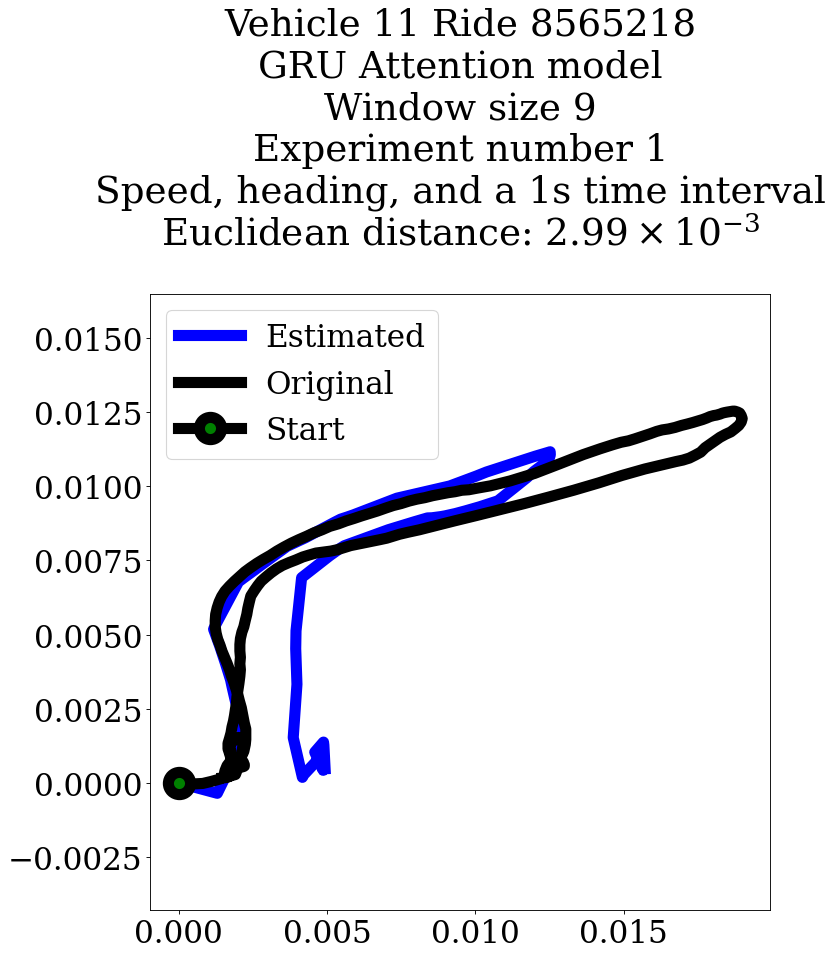 Vehicle 11 Ride 8565218
GRU Attention model
Window size 9
Experiment number 1
Speed, heading, and a 1s time interval
Euclidean distance: 2.99 × 10⁻³
Estimated
Original
Start
0.0150
0.0125
0.0100
0.0075
0.0050
0.0025
0.0000
−0.0025
0.000 0.005 0.010 0.015